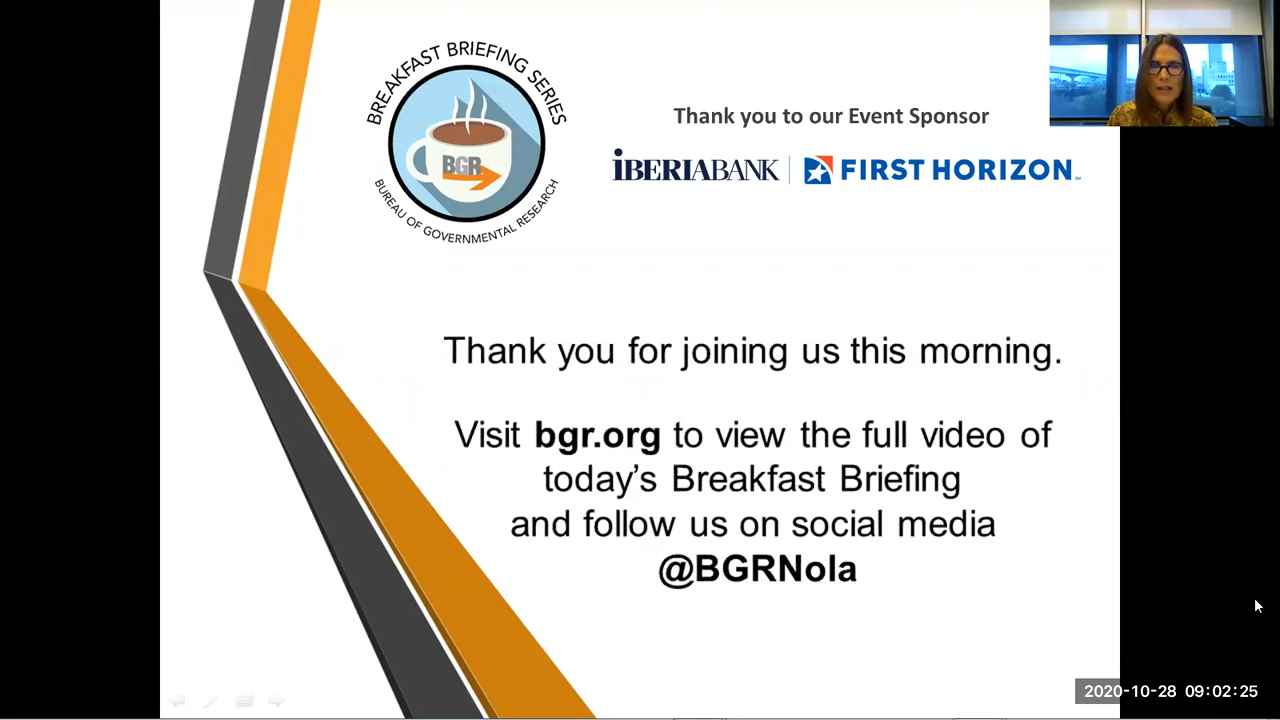 BREAKFAST BRIEFING SERIES
BGR
BUREAU OF GOVERNMENTAL RESEARCH
Thank you to our Event Sponsor
IBERIABANK | FIRST HORIZON
Thank you for joining us this morning.
Visit bgr.org to view the full video of
today’s Breakfast Briefing
and follow us on social media
@BGRNola
2020-10-28 09:02:25